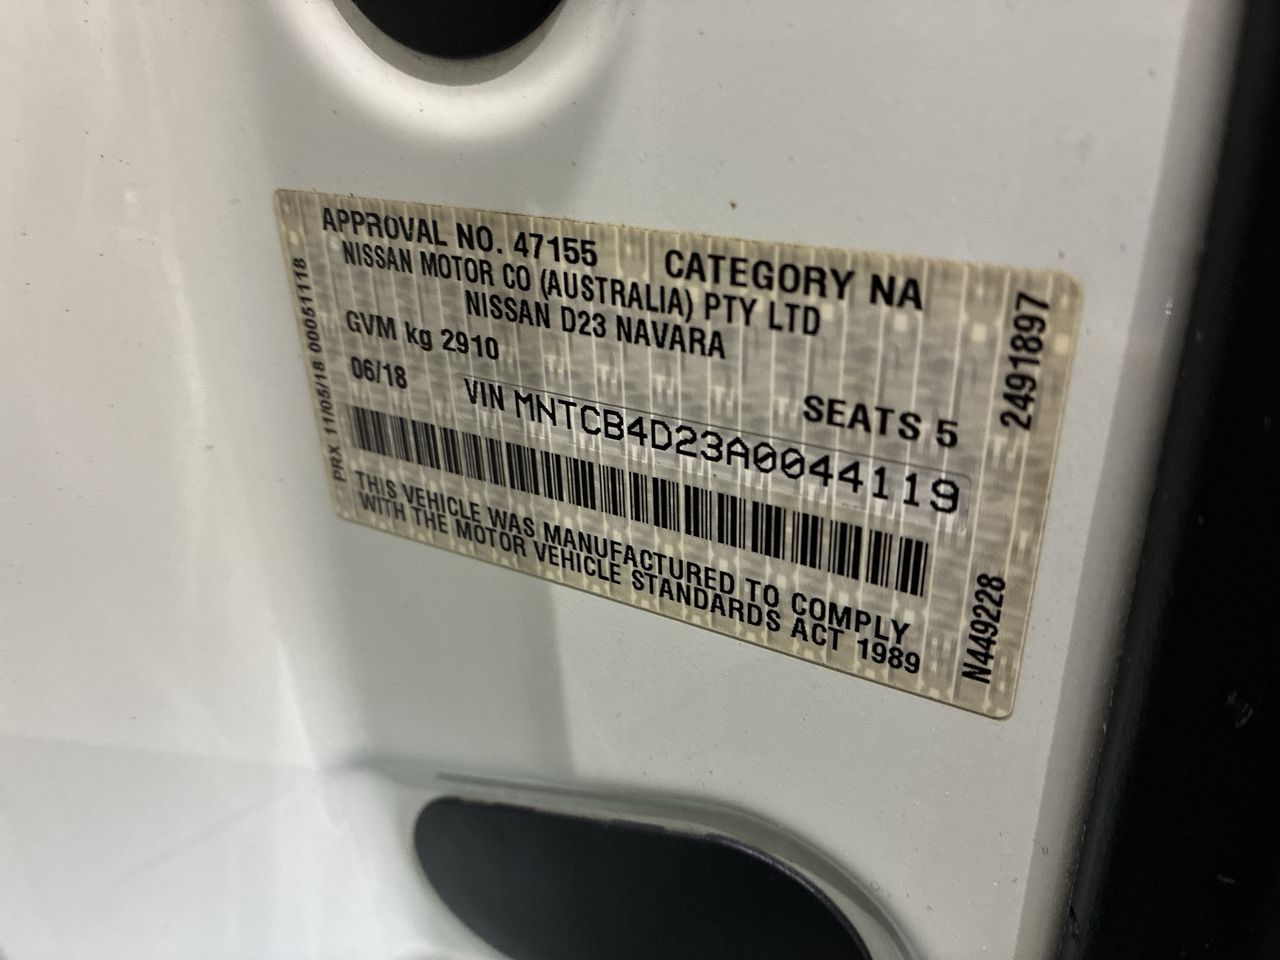 APPROVAL NO. 47155 CATEGORY NA
NISSAN MOTOR CO (AUSTRALIA) PTY LTD
NISSAN D23 NAVARA
GVM kg 2910
06/18 SEATS 5
VIN MNTCB4D23A0044119
THIS VEHICLE WAS MANUFACTURED TO COMPLY
WITH THE MOTOR VEHICLE STANDARDS ACT 1989
PRX 11/05/18 00051118
2491897
N449228